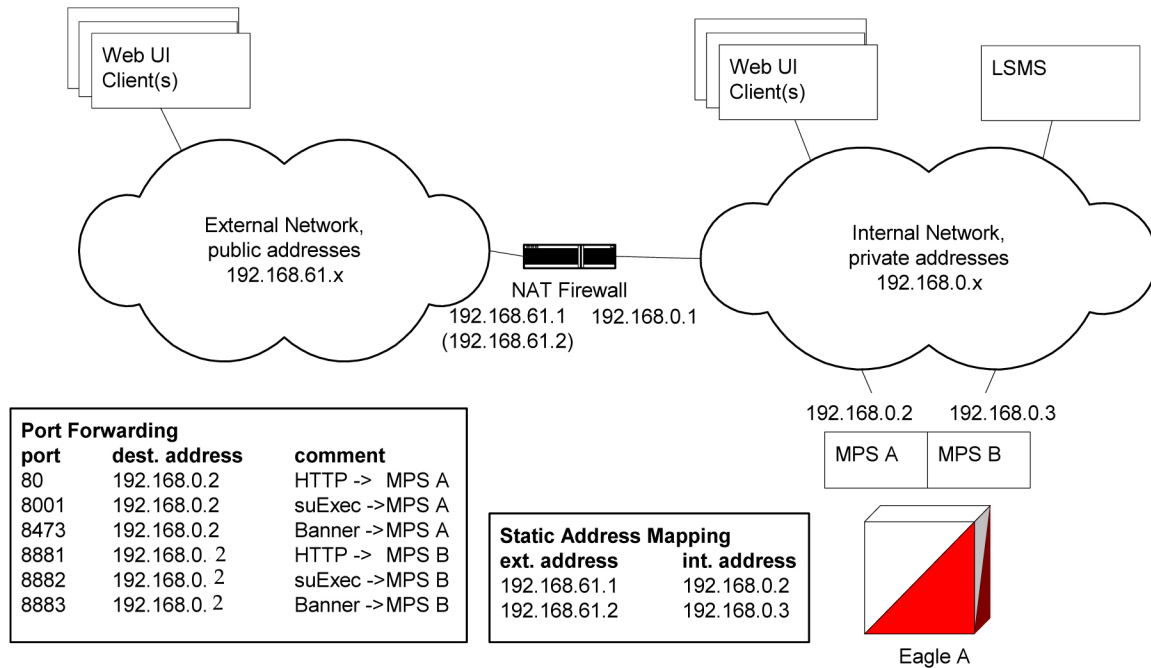 Web UI
Client(s)
Web UI
Client(s)
LSMS
External Network,
public addresses
192.168.61.x
Internal Network,
private addresses
192.168.0.x
NAT Firewall
192.168.61.1 192.168.0.1
(192.168.61.2)
192.168.0.2 192.168.0.3
MPS A MPS B
Port Forwarding
port dest. address comment
80 192.168.0.2 HTTP -> MPS A
8001 192.168.0.2 suExec ->MPS A
8473 192.168.0.2 Banner ->MPS A
8881 192.168.0. 2 HTTP -> MPS B
8882 192.168.0. 2 suExec ->MPS B
8883 192.168.0. 2 Banner ->MPS B
Static Address Mapping
ext. address int. address
192.168.61.1 192.168.0.2
192.168.61.2 192.168.0.3
Eagle A